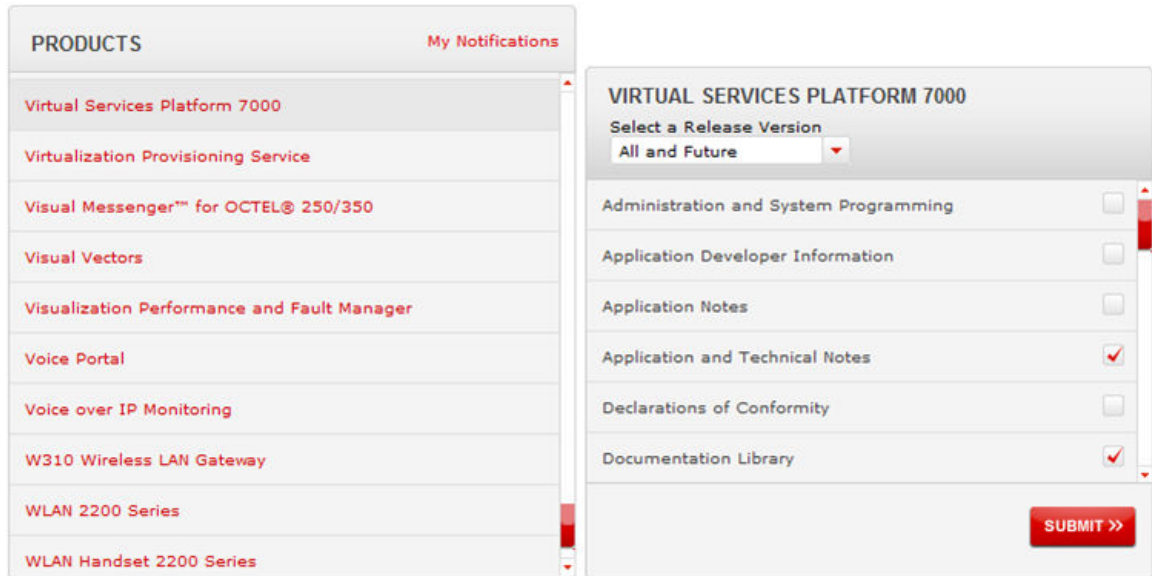 PRODUCTS
My Notifications
Virtual Services Platform 7000
Virtualization Provisioning Service
Visual Messenger™ for OCTEL® 250/350
Visual Vectors
Visualization Performance and Fault Manager
Voice Portal
Voice over IP Monitoring
W310 Wireless LAN Gateway
WLAN 2200 Series
WLAN Handset 2200 Series
VIRTUAL SERVICES PLATFORM 7000
Select a Release Version
All and Future
Administration and System Programming
Application Developer Information
Application Notes
Application and Technical Notes
Declarations of Conformity
Documentation Library
SUBMIT >>